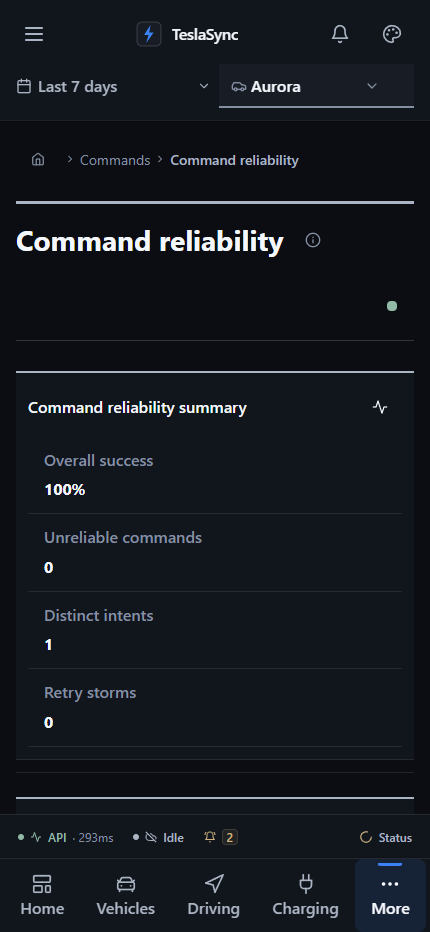 TeslaSync
Last 7 days
Aurora
Commands
Command reliability
Command reliability
Command reliability summary
Overall success
100%
Unreliable commands
0
Distinct intents
1
Retry storms
0
API · 293ms
Idle
2
Status
Home
Vehicles
Driving
Charging
More